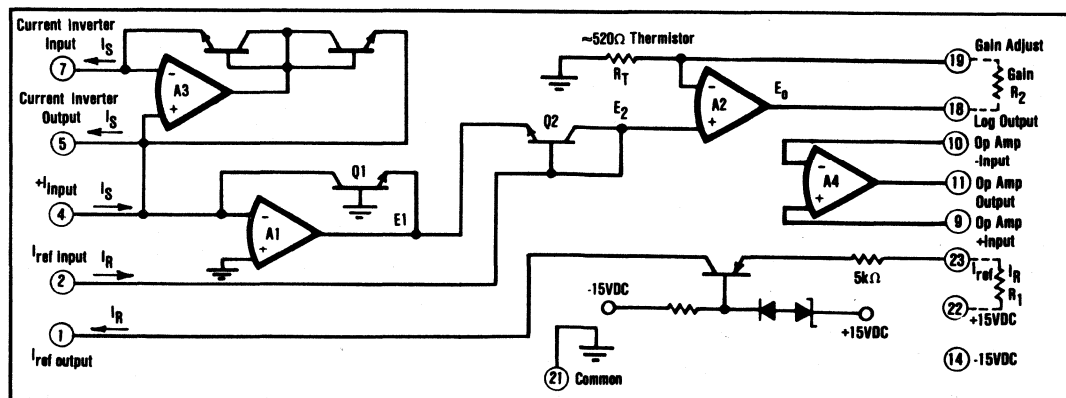 Current Inverter
Input
I_S
7
A3
-
+
Current Inverter
Output
I_S
5
+I_Input
I_S
4
Q1
-
A1
+
E1
I_ref input
I_R
2
I_R
1
I_ref output
≈520Ω Thermistor
R_T
Q2
E_2
-
A2
+
E_o
19
Gain Adjust
Gain
R_2
18
Log Output
10
Op Amp
-Input
-
A4
+
11
Op Amp
Output
9
Op Amp
+Input
5kΩ
23
I_ref
I_R
R_1
22
+15VDC
-15VDC
+15VDC
21
Common
14
-15VDC